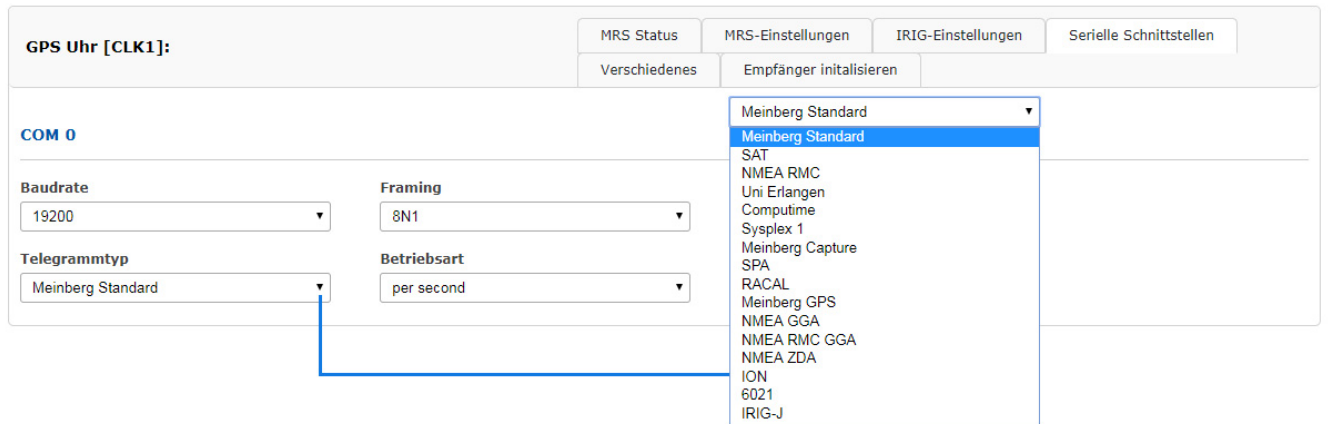 GPS Uhr [CLK1]:
MRS Status
MRS-Einstellungen
IRIG-Einstellungen
Serielle Schnittstellen
Verschiedenes
Empfänger initalisieren
COM 0
Baudrate
19200
Framing
8N1
Telegrammtyp
Meinberg Standard
Betriebsart
per second
Meinberg Standard
Meinberg Standard
SAT
NMEA RMC
Uni Erlangen
Computime
Sysplex 1
Meinberg Capture
SPA
RACAL
Meinberg GPS
NMEA GGA
NMEA RMC GGA
NMEA ZDA
ION
6021
IRIG-J